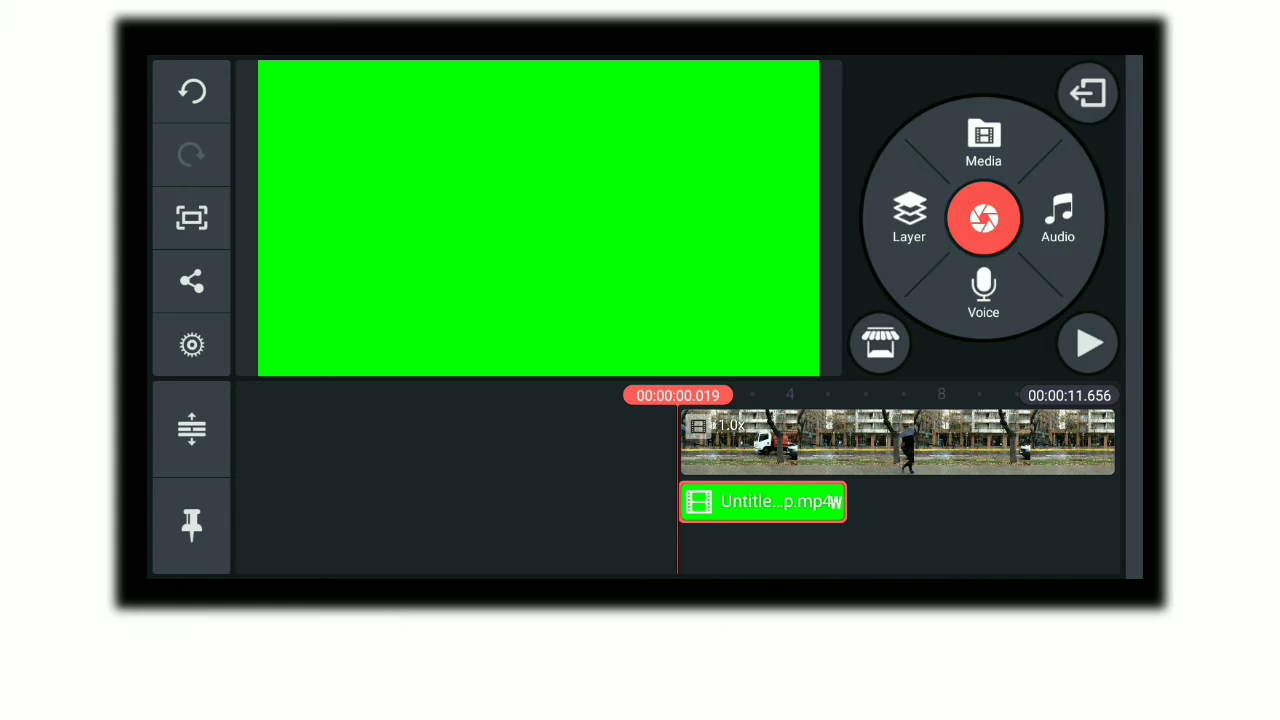 Media
Layer
Audio
Voice
00:00:00.019
4
8
00:00:11.656
1.0x
Untitle...p.mp4